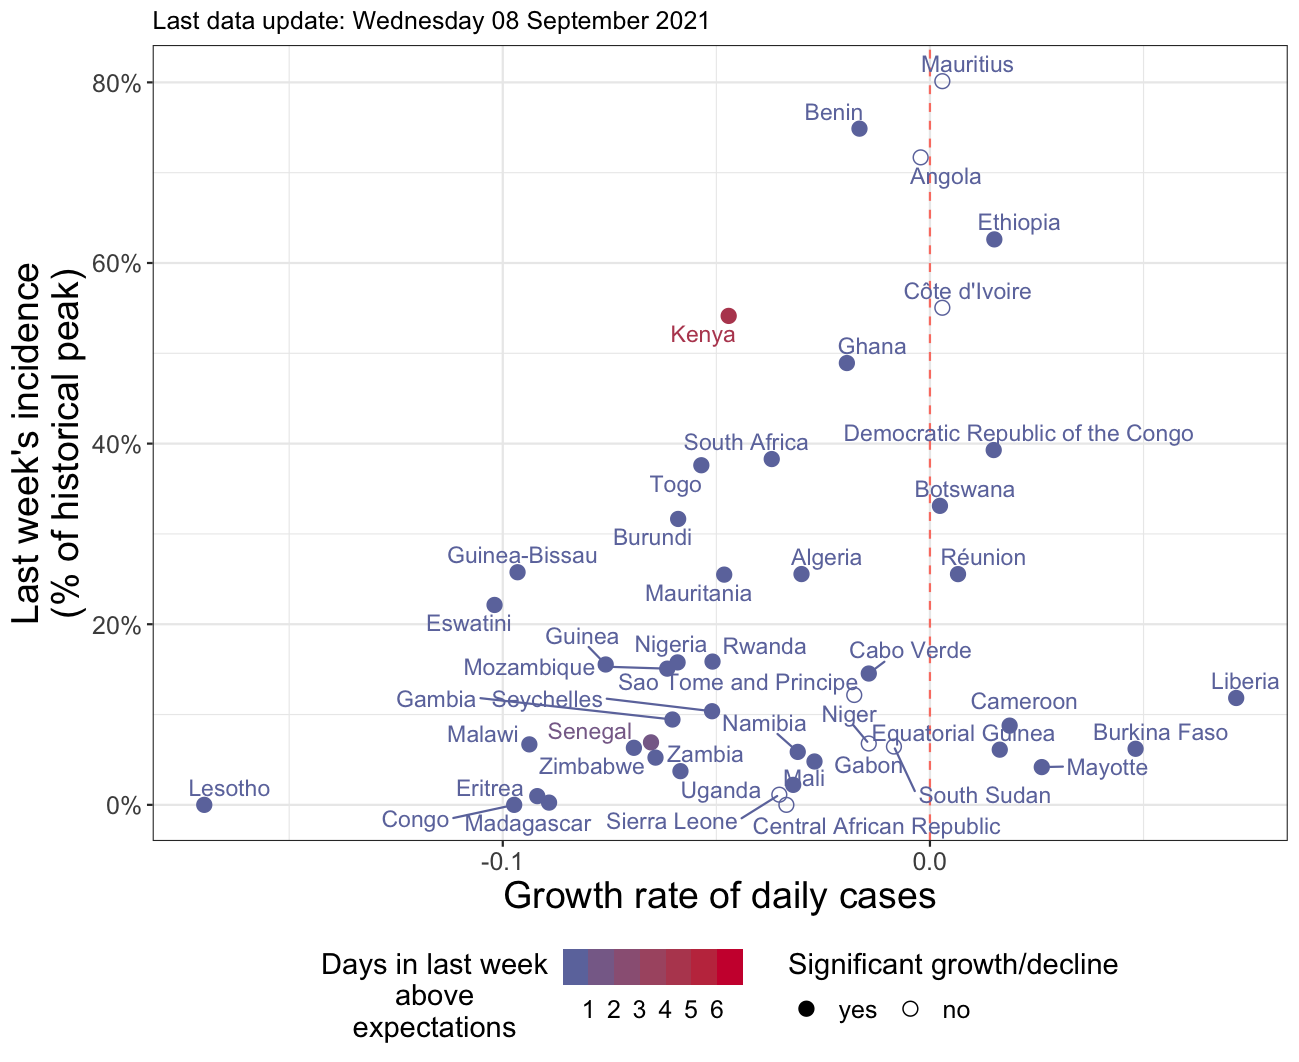 Last data update: Wednesday 08 September 2021
Mauritius
80%
Benin
Angola
Ethiopia
60%
Côte d'Ivoire
Kenya
Ghana
Last week's incidence
(% of historical peak)
Democratic Republic of the Congo
South Africa
40%
Togo
Botswana
Burundi
Guinea-Bissau
Algeria
Réunion
Mauritania
Eswatini
20%
Guinea
Nigeria
Rwanda
Cabo Verde
Mozambique
Sao Tome and Principe
Liberia
Gambia
Seychelles
Cameroon
Niger
Namibia
Malawi
Senegal
Equatorial Guinea
Burkina Faso
Zambia
Zimbabwe
Gabon
Mayotte
Mali
Lesotho
Eritrea
Uganda
South Sudan
Congo
Madagascar
Sierra Leone
Central African Republic
0%
-0.1
0.0
Growth rate of daily cases
Days in last week
above
expectations
1 2 3 4 5 6
Significant growth/decline
yes
no